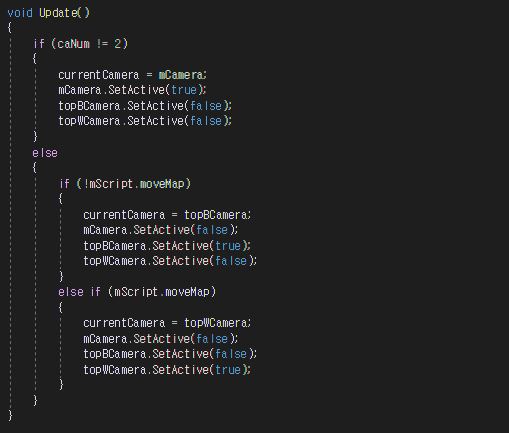 void Update()
{
if (caNum != 2)
{
currentCamera = mCamera;
mCamera.SetActive(true);
topBCamera.SetActive(false);
topWCamera.SetActive(false);
}
else
{
if (!mScript.moveMap)
{
currentCamera = topBCamera;
mCamera.SetActive(false);
topBCamera.SetActive(true);
topWCamera.SetActive(false);
}
else if (mScript.moveMap)
{
currentCamera = topWCamera;
mCamera.SetActive(false);
topBCamera.SetActive(false);
topWCamera.SetActive(true);
}
}
}